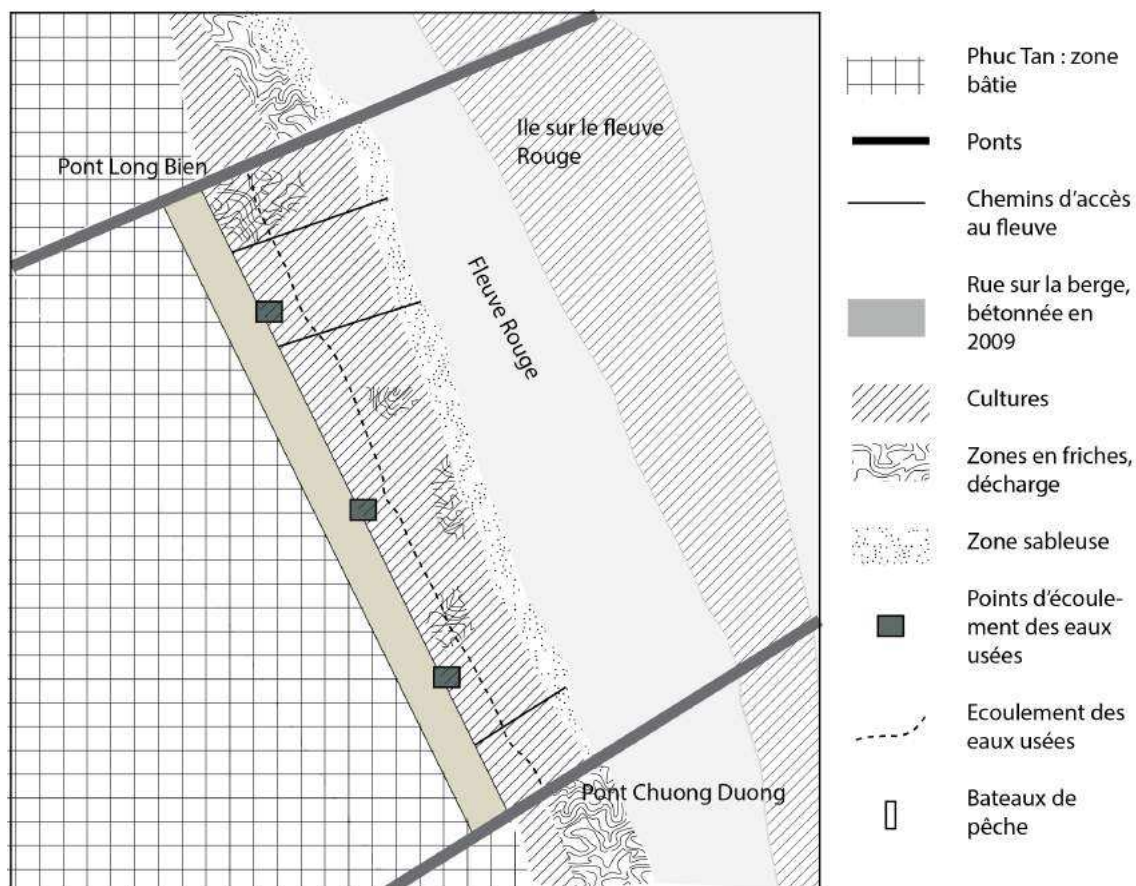 Pont Long Bien
Ile sur le fleuve
Rouge
Fleuve Rouge
Pont Chuong Duong
Phuc Tan : zone
bâtie
Ponts
Chemins d'accès
au fleuve
Rue sur la berge,
bétonnée en
2009
Cultures
Zones en friches,
décharge
Zone sableuse
Points d'écoule-
ment des eaux
usées
Ecoulement des
eaux usées
Bateaux de
pêche